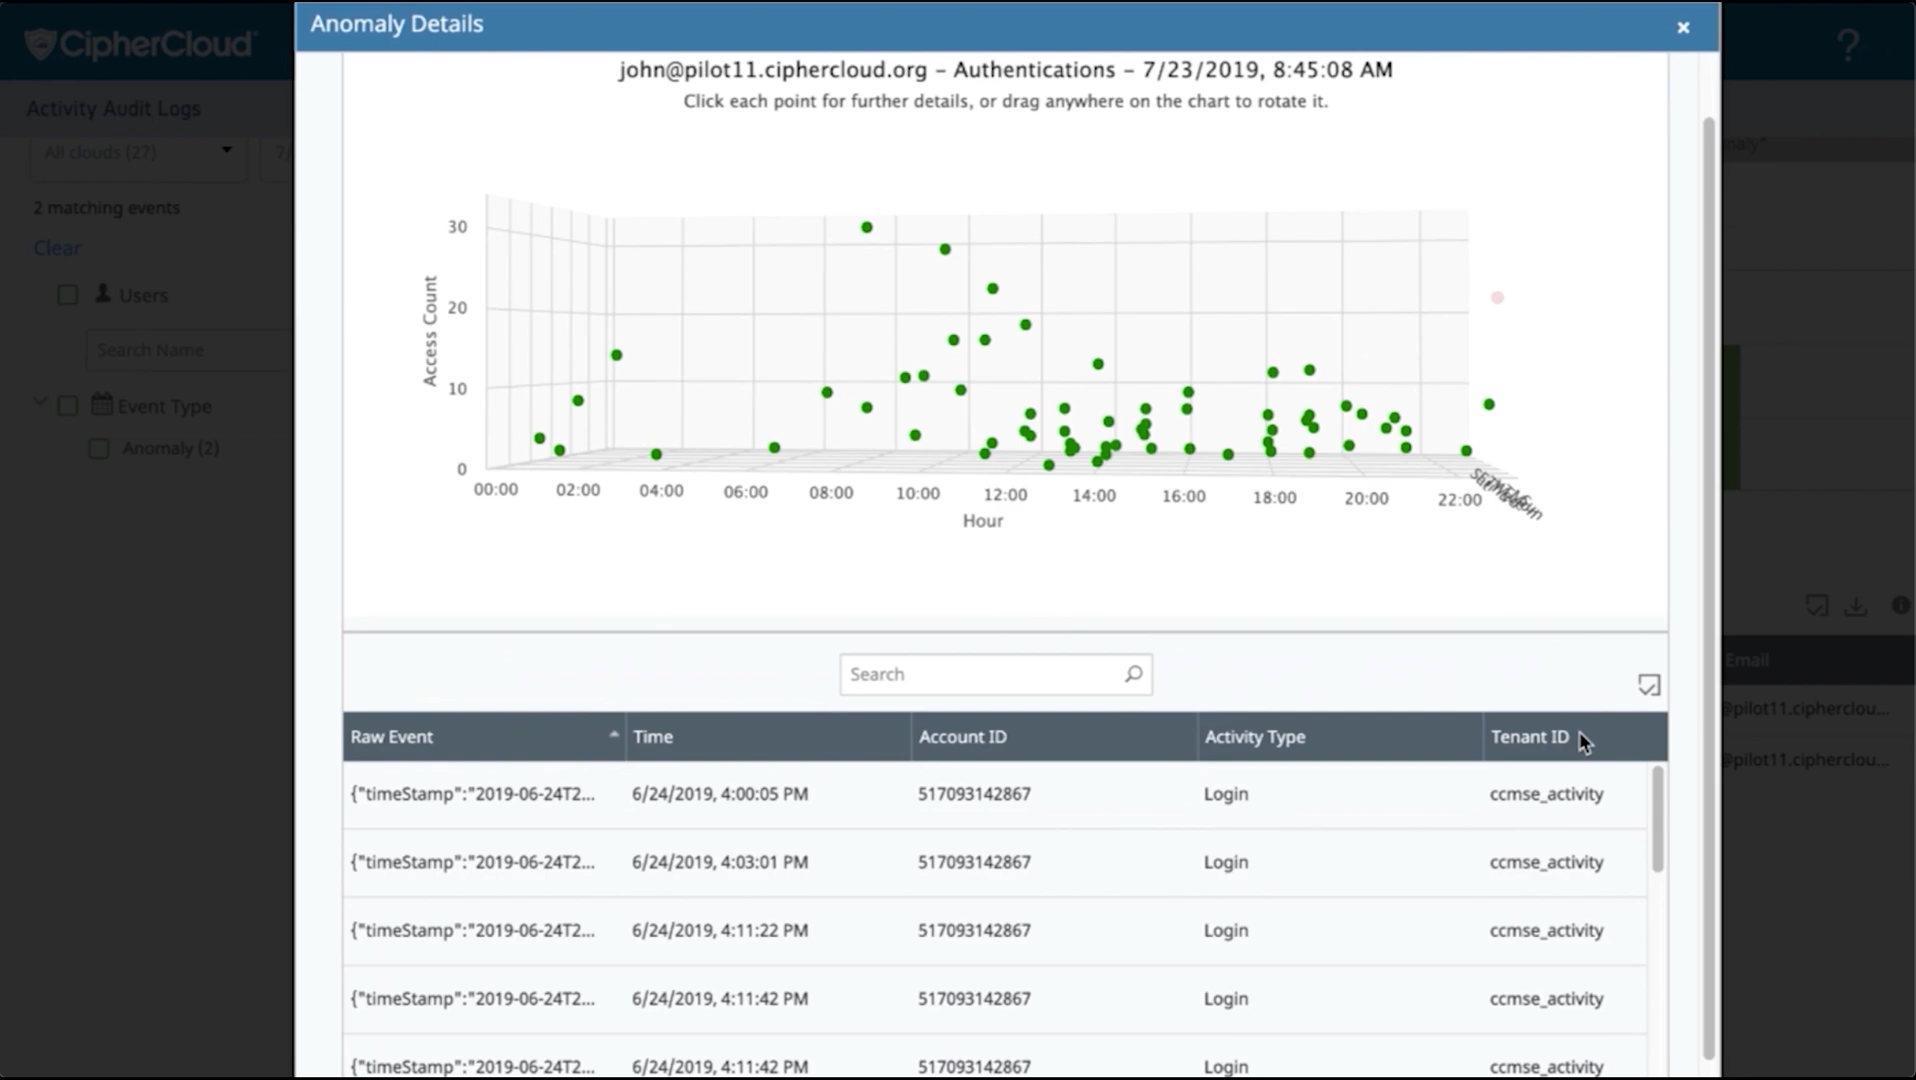 CipherCloud
Anomaly Details
×
?
Activity Audit Logs
john@pilot11.ciphercloud.org – Authentications – 7/23/2019, 8:45:08 AM
Click each point for further details, or drag anywhere on the chart to rotate it.
All clouds (27)
7/
2 matching events
Clear
Users
Search Name
Event Type
Anomaly (2)
Access Count
30
20
10
0
00:00 02:00 04:00 06:00 08:00 10:00 12:00 14:00 16:00 18:00 20:00 22:00
Hour
Search
Email
@pilot11.cipherclou...
@pilot11.cipherclou...
Raw Event Time Account ID Activity Type Tenant ID
{"timeStamp":"2019-06-24T2... 6/24/2019, 4:00:05 PM 517093142867 Login ccmse_activity
{"timeStamp":"2019-06-24T2... 6/24/2019, 4:03:01 PM 517093142867 Login ccmse_activity
{"timeStamp":"2019-06-24T2... 6/24/2019, 4:11:22 PM 517093142867 Login ccmse_activity
{"timeStamp":"2019-06-24T2... 6/24/2019, 4:11:42 PM 517093142867 Login ccmse_activity
{"timeStamp":"2019-06-24T2... 6/24/2019, 4:11:42 PM 517093142867 Login ccmse_activity